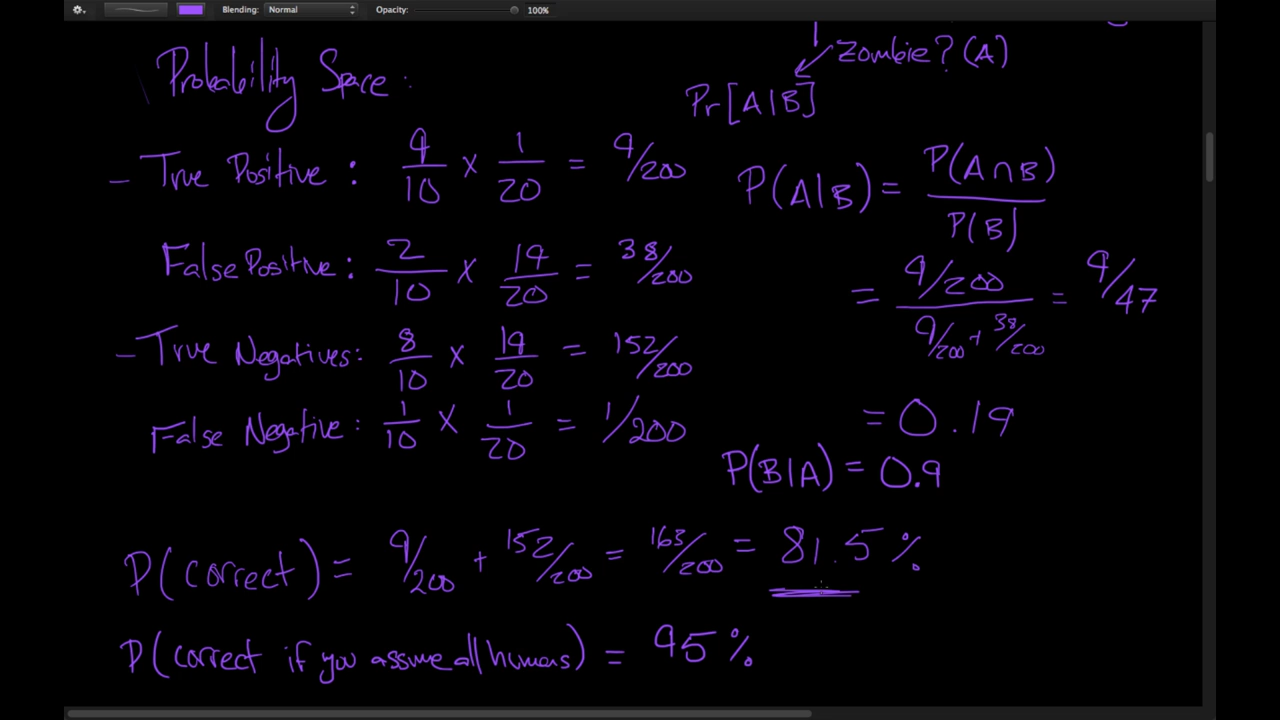 Blending: Normal Opacity: 100%
Zombie? (A)
Probability Space:
Pr[A|B]
- True Positive: 9/10 × 1/20 = 9/200
P(A|B) = P(A∩B)/P(B)
False Positive: 2/10 × 19/20 = 38/200
= 9/200 / 9/200 + 38/200 = 9/47
- True Negatives: 8/10 × 19/20 = 152/200
= 0.19
False Negative: 1/10 × 1/20 = 1/200
P(B|A) = 0.9
P(correct) = 9/200 + 152/200 = 163/200 = 81.5%
P(correct if you assume all humans) = 95%